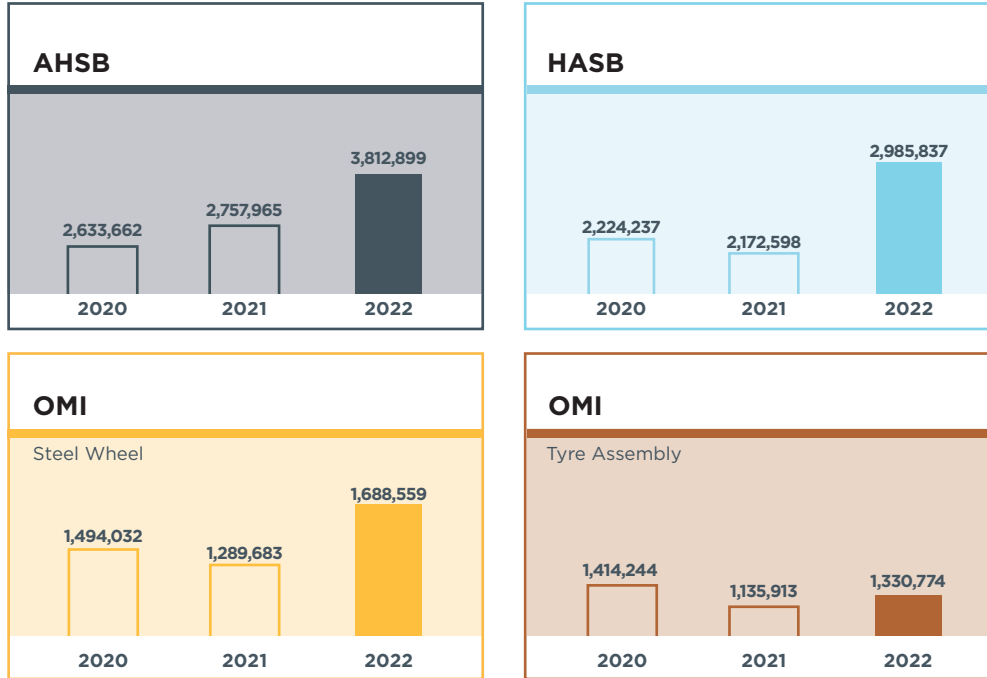 AHSB
3,812,899
2,757,965
2,633,662
2020 2021 2022
HASB
2,985,837
2,224,237
2,172,598
2020 2021 2022
OMI
Steel Wheel
1,688,559
1,494,032
1,289,683
2020 2021 2022
OMI
Tyre Assembly
1,414,244
1,330,774
1,135,913
2020 2021 2022